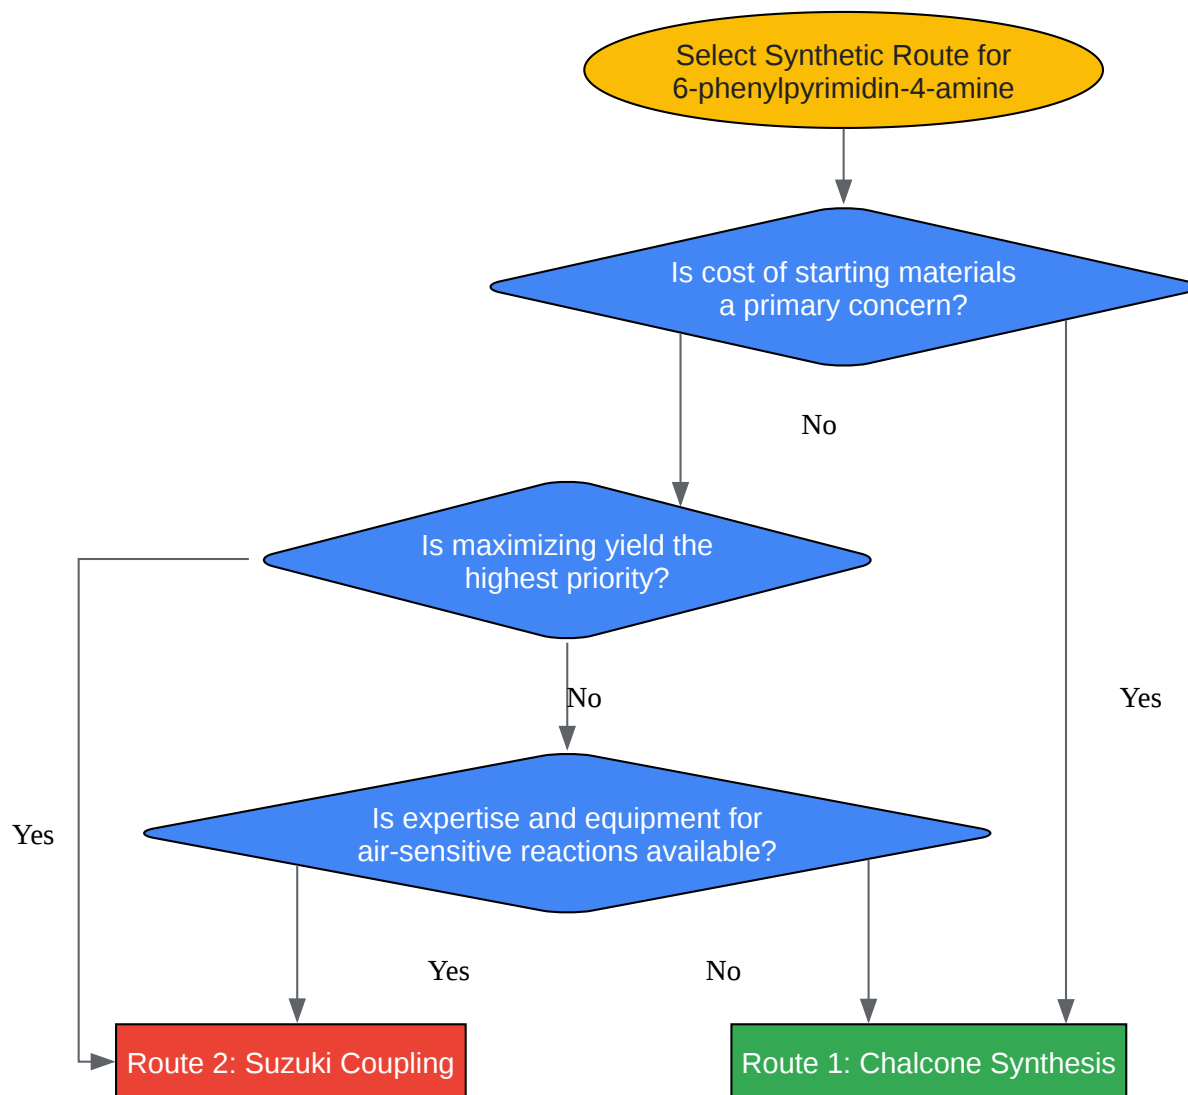 Select Synthetic Route for
6-phenylpyrimidin-4-amine
Is cost of starting materials
a primary concern?
No
Is maximizing yield the
highest priority?
No
Yes
Is expertise and equipment for
air-sensitive reactions available?
Yes
Yes
No
Route 2: Suzuki Coupling
Route 1: Chalcone Synthesis